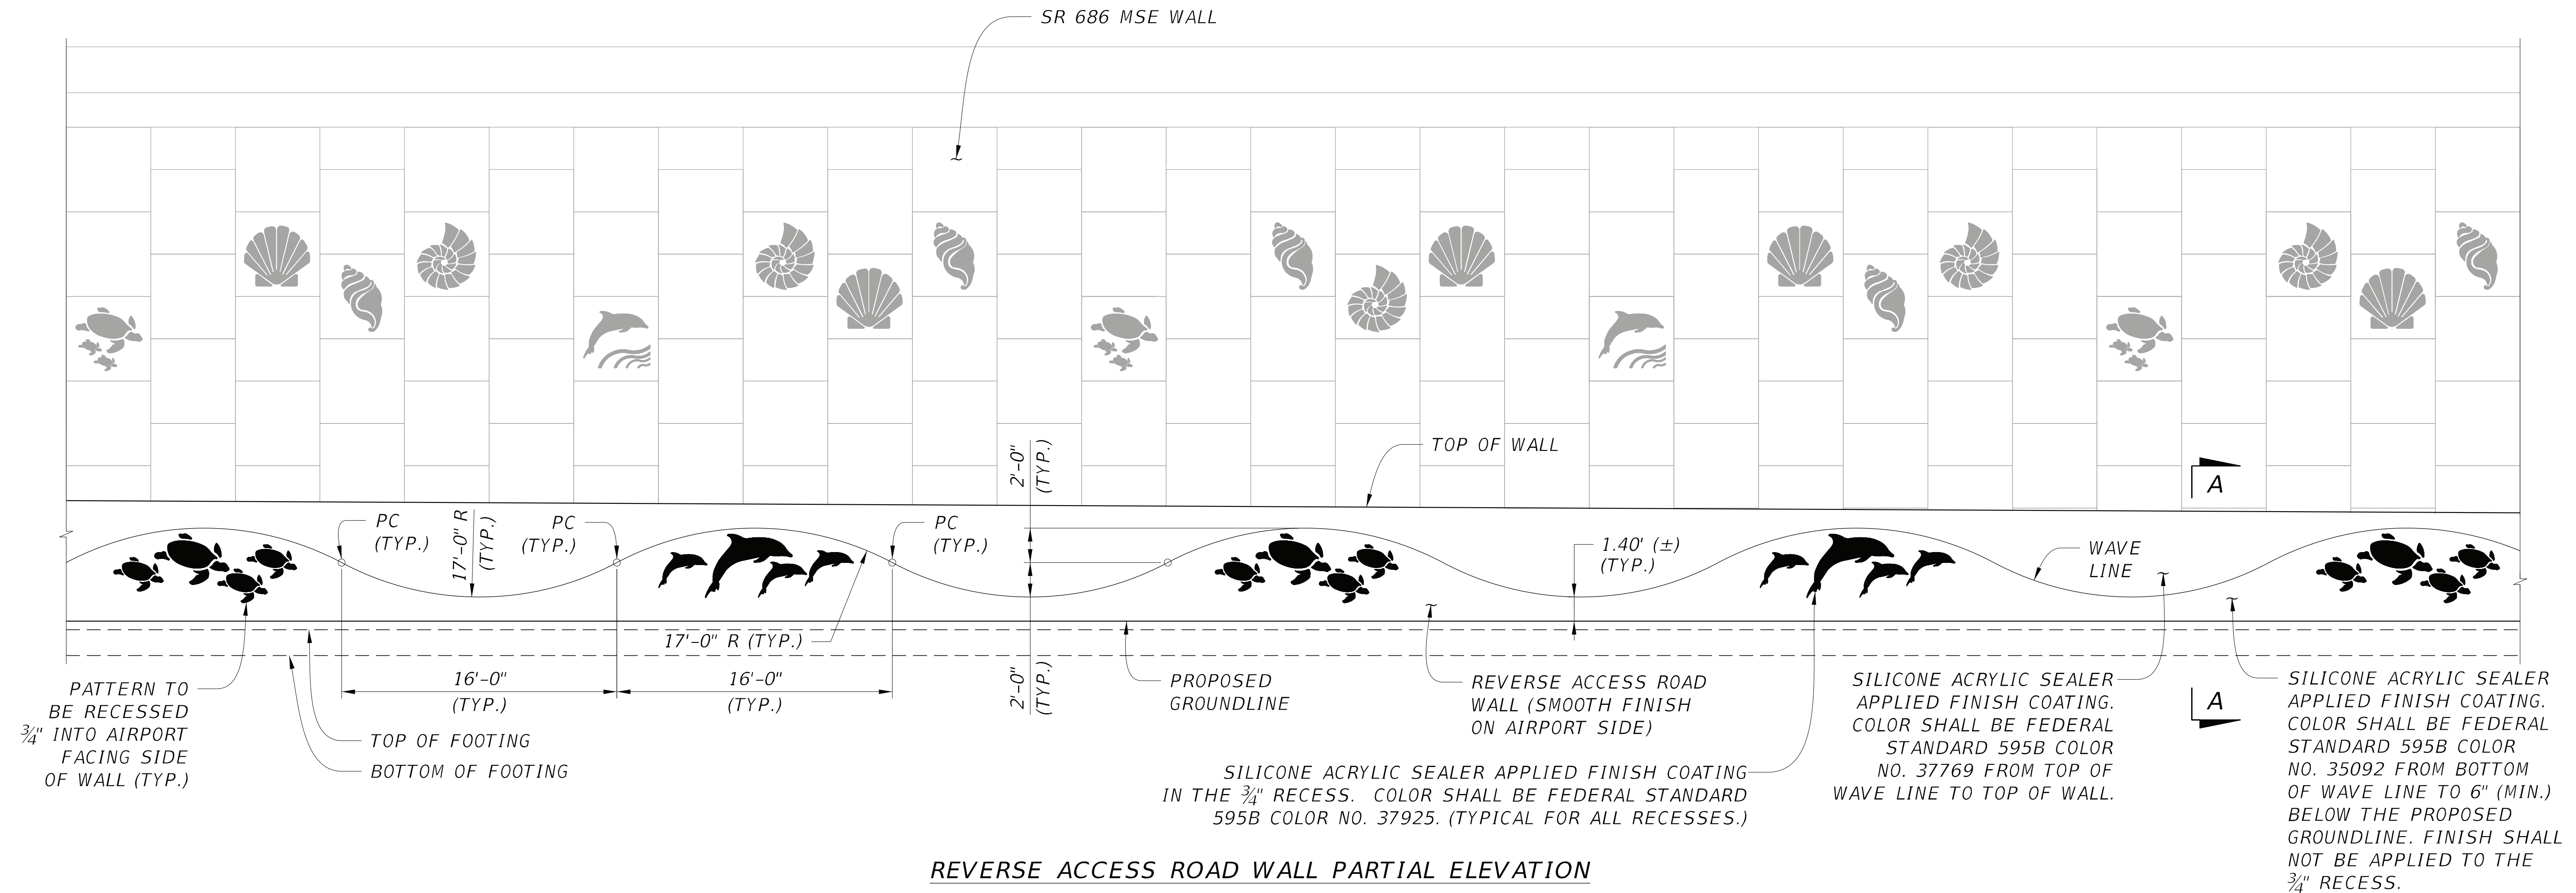 SR 686 MSE WALL
TOP OF WALL
2'-0"
(TYP.)
A
PC
(TYP.)
17'-0" R
(TYP.)
PC
(TYP.)
PC
(TYP.)
1.40' (±)
(TYP.)
WAVE
LINE
17'-0" R (TYP.)
16'-0"
(TYP.)
16'-0"
(TYP.)
2'-0"
(TYP.)
PATTERN TO
BE RECESSED
¾" INTO AIRPORT
FACING SIDE
OF WALL (TYP.)
TOP OF FOOTING
BOTTOM OF FOOTING
PROPOSED
GROUNDLINE
REVERSE ACCESS ROAD
WALL (SMOOTH FINISH
ON AIRPORT SIDE)
SILICONE ACRYLIC SEALER APPLIED FINISH COATING
IN THE ¾" RECESS. COLOR SHALL BE FEDERAL STANDARD
595B COLOR NO. 37925. (TYPICAL FOR ALL RECESSES.)
SILICONE ACRYLIC SEALER
APPLIED FINISH COATING.
COLOR SHALL BE FEDERAL
STANDARD 595B COLOR
NO. 37769 FROM TOP OF
WAVE LINE TO TOP OF WALL.
A
SILICONE ACRYLIC SEALER
APPLIED FINISH COATING.
COLOR SHALL BE FEDERAL
STANDARD 595B COLOR
NO. 35092 FROM BOTTOM
OF WAVE LINE TO 6" (MIN.)
BELOW THE PROPOSED
GROUNDLINE. FINISH SHALL
NOT BE APPLIED TO THE
¾" RECESS.
REVERSE ACCESS ROAD WALL PARTIAL ELEVATION